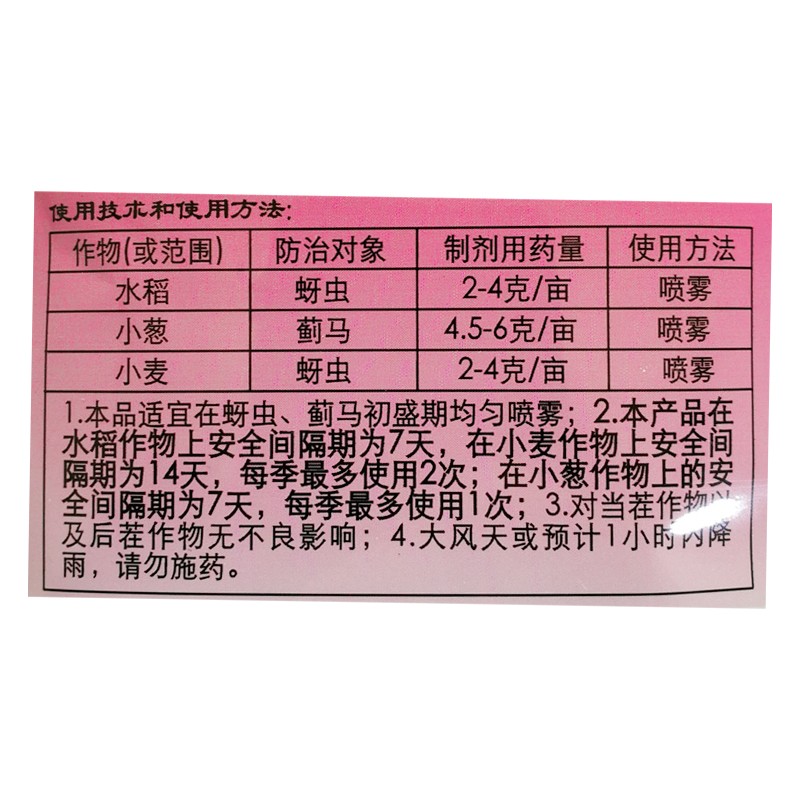 使用技术和使用方法:
作物(或范围) 防治对象 制剂用药量 使用方法
水稻 蚜虫 2-4克/亩 喷雾
小葱 蓟马 4.5-6克/亩 喷雾
小麦 蚜虫 2-4克/亩 喷雾
1.本品适宜在蚜虫、蓟马初盛期均匀喷雾；2.本产品在
水稻作物上安全间隔期为7天，在小麦作物上安全间
隔期为14天，每季最多使用2次；在小葱作物上的安
全间隔期为7天，每季最多使用1次；3.对当茬作物以
及后茬作物无不良影响；4.大风天或预计1小时内降
雨，请勿施药。